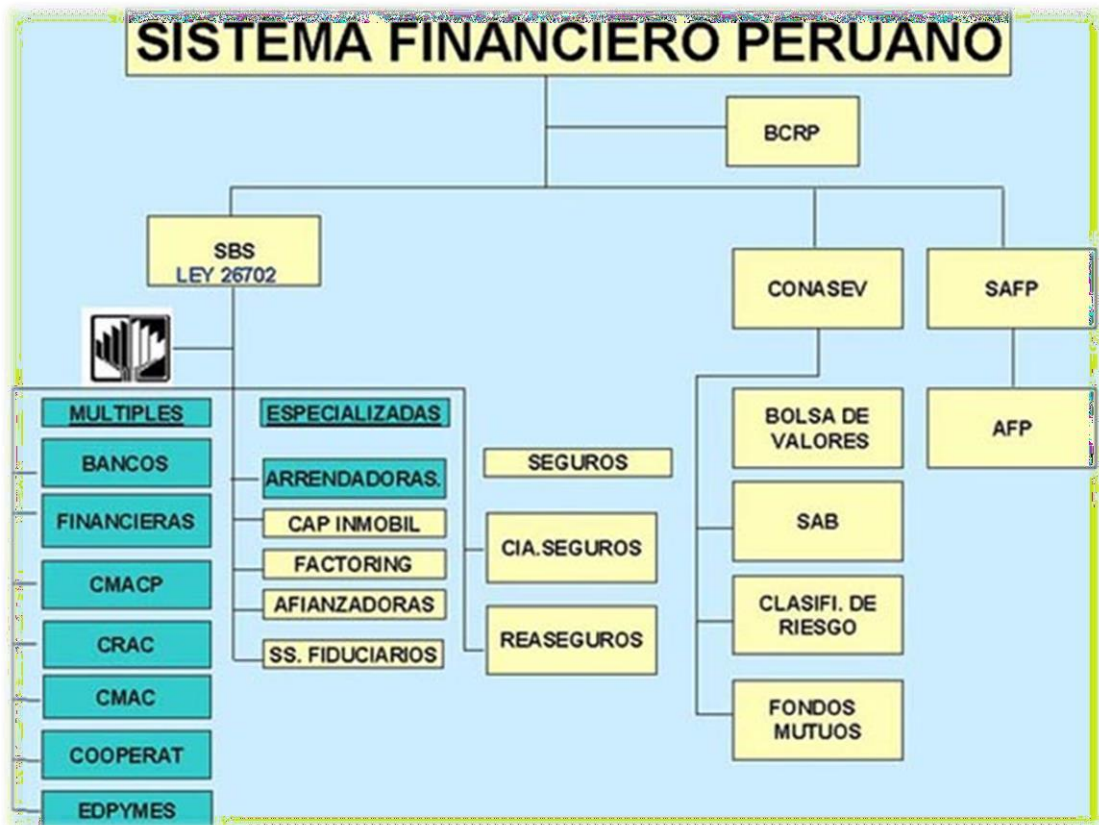 SISTEMA FINANCIERO PERUANO
BCRP
SBS
LEY 26702
CONASEV
SAFP
MULTIPLES
BANCOS
FINANCIERAS
CMACP
CRAC
CMAC
COOPERAT
EDPYMES
ESPECIALIZADAS
ARRENDADORAS.
CAP INMOBIL
FACTORING
AFIANZADORAS
SS. FIDUCIARIOS
SEGUROS
CIA.SEGUROS
REASEGUROS
BOLSA DE
VALORES
SAB
CLASIFI. DE
RIESGO
FONDOS
MUTUOS
AFP